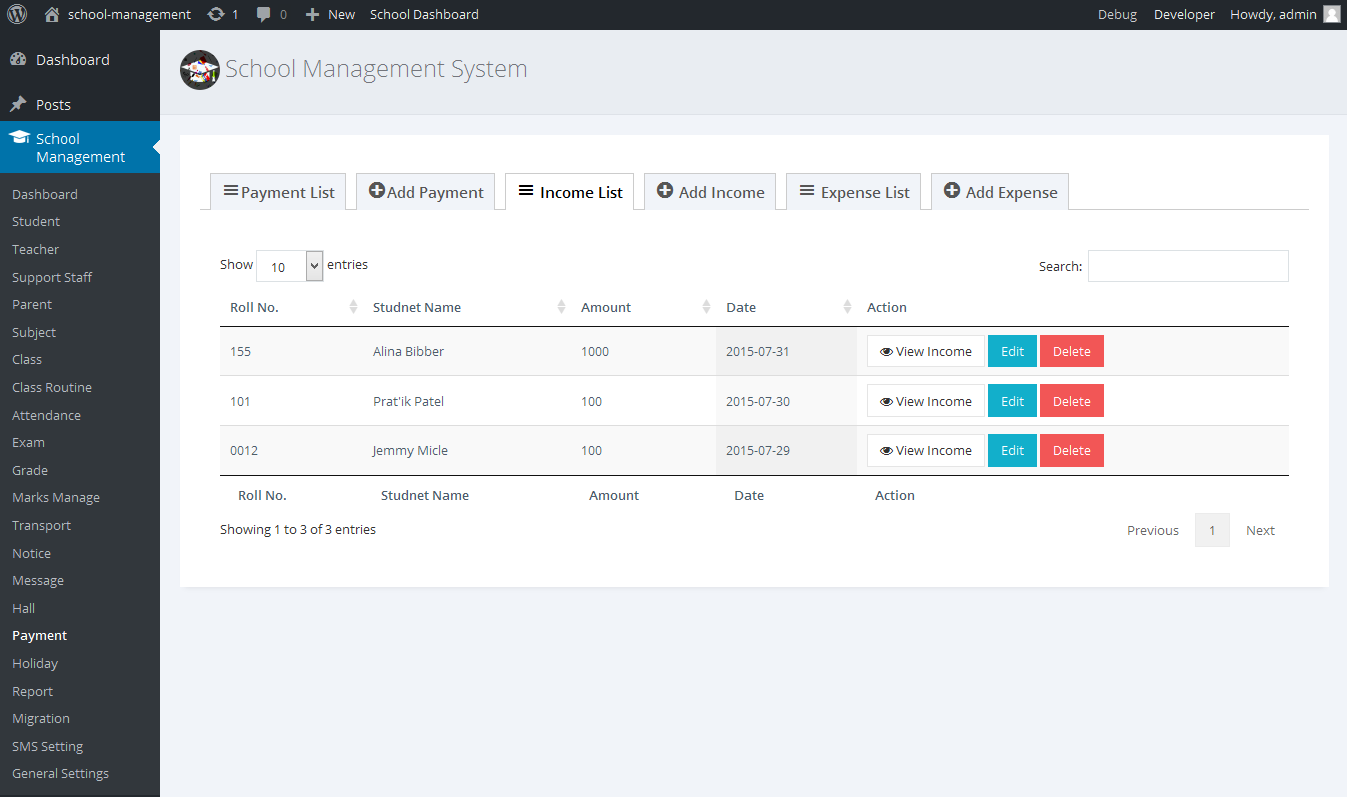 school-management 1 0 New School Dashboard Debug Developer Howdy, admin
Dashboard
Posts
School
Management
Dashboard
Student
Teacher
Support Staff
Parent
Subject
Class
Class Routine
Attendance
Exam
Grade
Marks Manage
Transport
Notice
Message
Hall
Payment
Holiday
Report
Migration
SMS Setting
General Settings
School Management System
Payment List Add Payment Income List Add Income Expense List Add Expense
Show 10 entries Search:
Roll No. Studnet Name Amount Date Action
155 Alina Bibber 1000 2015-07-31 View Income Edit Delete
101 Prat'ik Patel 100 2015-07-30 View Income Edit Delete
0012 Jemmy Micle 100 2015-07-29 View Income Edit Delete
Roll No. Studnet Name Amount Date Action
Showing 1 to 3 of 3 entries Previous 1 Next